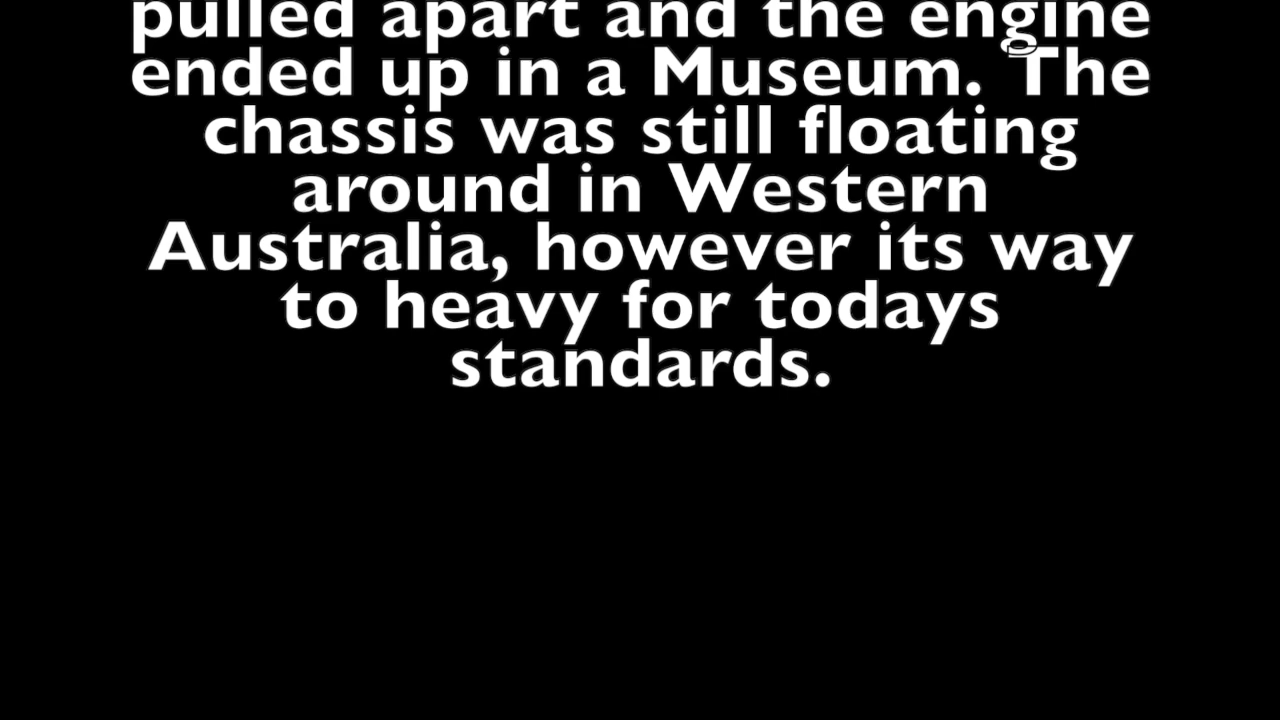 pulled apart and the engine
ended up in a Museum. The
chassis was still floating
around in Western
Australia, however its way
to heavy for todays
standards.